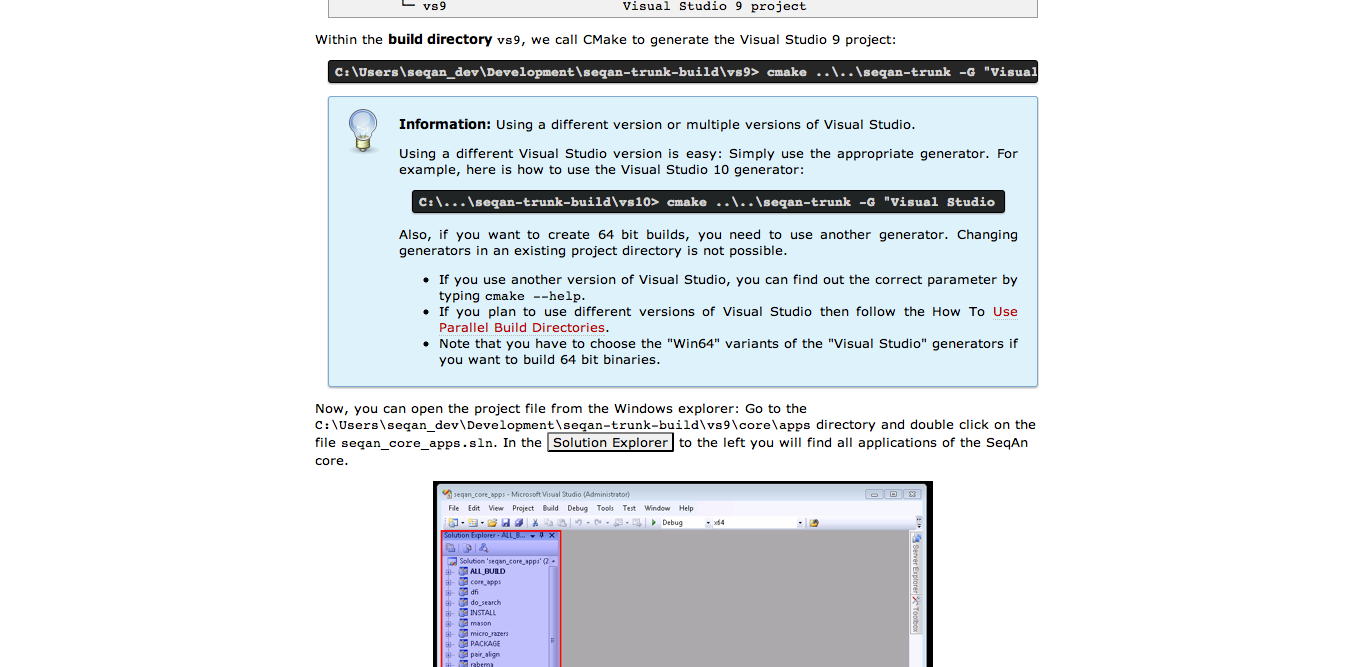 └─ vs9 Visual Studio 9 project
Within the build directory vs9, we call CMake to generate the Visual Studio 9 project:
C:\Users\seqan_dev\Development\seqan-trunk-build\vs9> cmake ..\..\seqan-trunk -G "Visual
Information: Using a different version or multiple versions of Visual Studio.
Using a different Visual Studio version is easy: Simply use the appropriate generator. For
example, here is how to use the Visual Studio 10 generator:
C:\...\seqan-trunk-build\vs10> cmake ..\..\seqan-trunk -G "Visual Studio
Also, if you want to create 64 bit builds, you need to use another generator. Changing
generators in an existing project directory is not possible.
• If you use another version of Visual Studio, you can find out the correct parameter by
typing cmake --help.
• If you plan to use different versions of Visual Studio then follow the How To Use
Parallel Build Directories.
• Note that you have to choose the "Win64" variants of the "Visual Studio" generators if
you want to build 64 bit binaries.
Now, you can open the project file from the Windows explorer: Go to the
C:\Users\seqan_dev\Development\seqan-trunk-build\vs9\core\apps directory and double click on the
file seqan_core_apps.sln. In the Solution Explorer to the left you will find all applications of the SeqAn
core.
seqan_core_apps - Microsoft Visual Studio (Administrator)
File Edit View Project Build Debug Tools Test Window Help
Debug x64
Solution Explorer - ALL_B...
Solution 'seqan_core_apps' (2
ALL_BUILD
core_apps
dfi
do_search
INSTALL
mason
micro_razers
PACKAGE
pair_align
rabema
Server Explorer
Toolbox